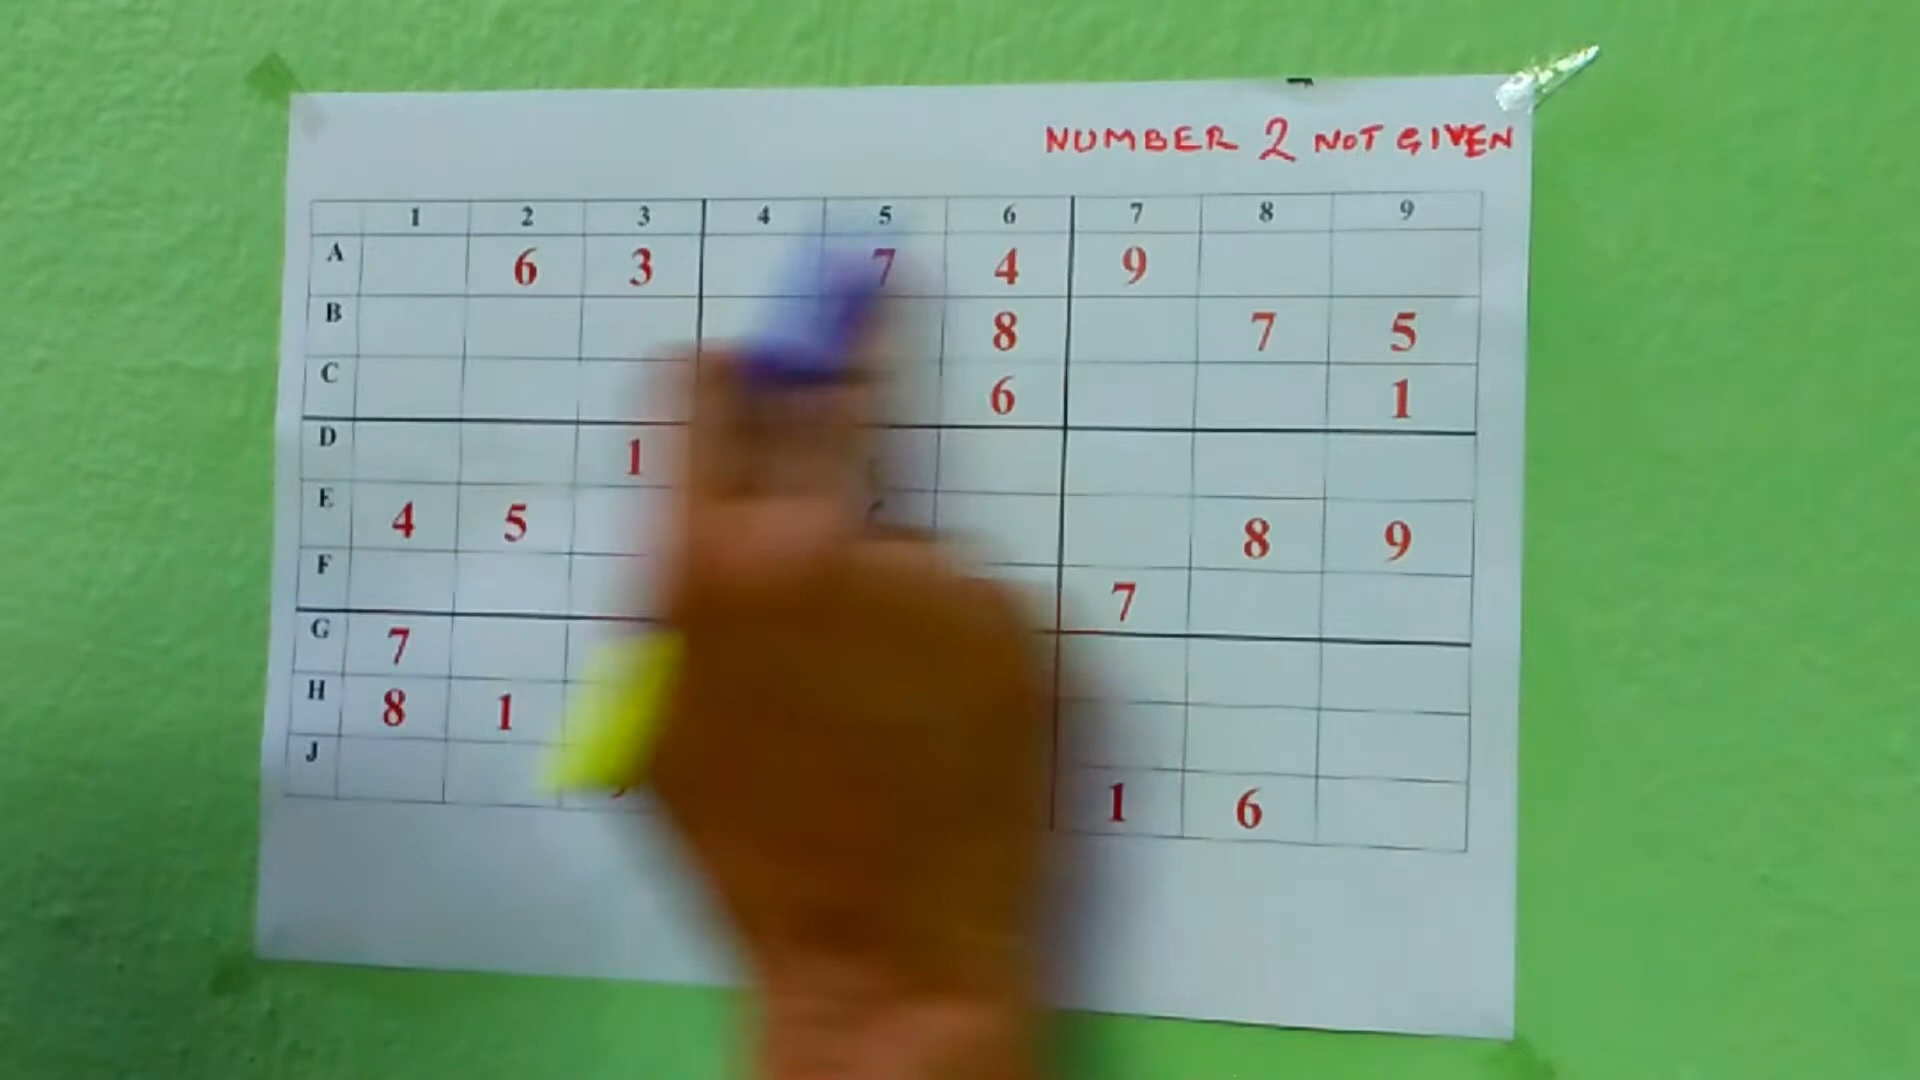 NUMBER 2 NOT GIVEN
1 2 3 4 5 6 7 8 9
A 6 3 7 4 9
B 8 7 5
C 6 1
D 1
E 4 5 8 9
F 7
G 7
H 8 1
J 1 6